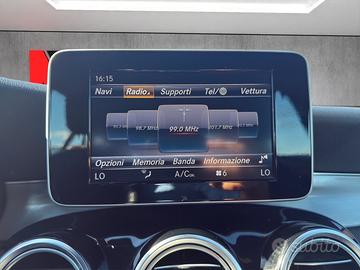 16:15
Navi Radio Supporti Tel/ Vettura
98.7 MHz 99.0 MHz 101.7 MHz
Opzioni Memoria Banda Informazione
LO A/C OFF 6 LO